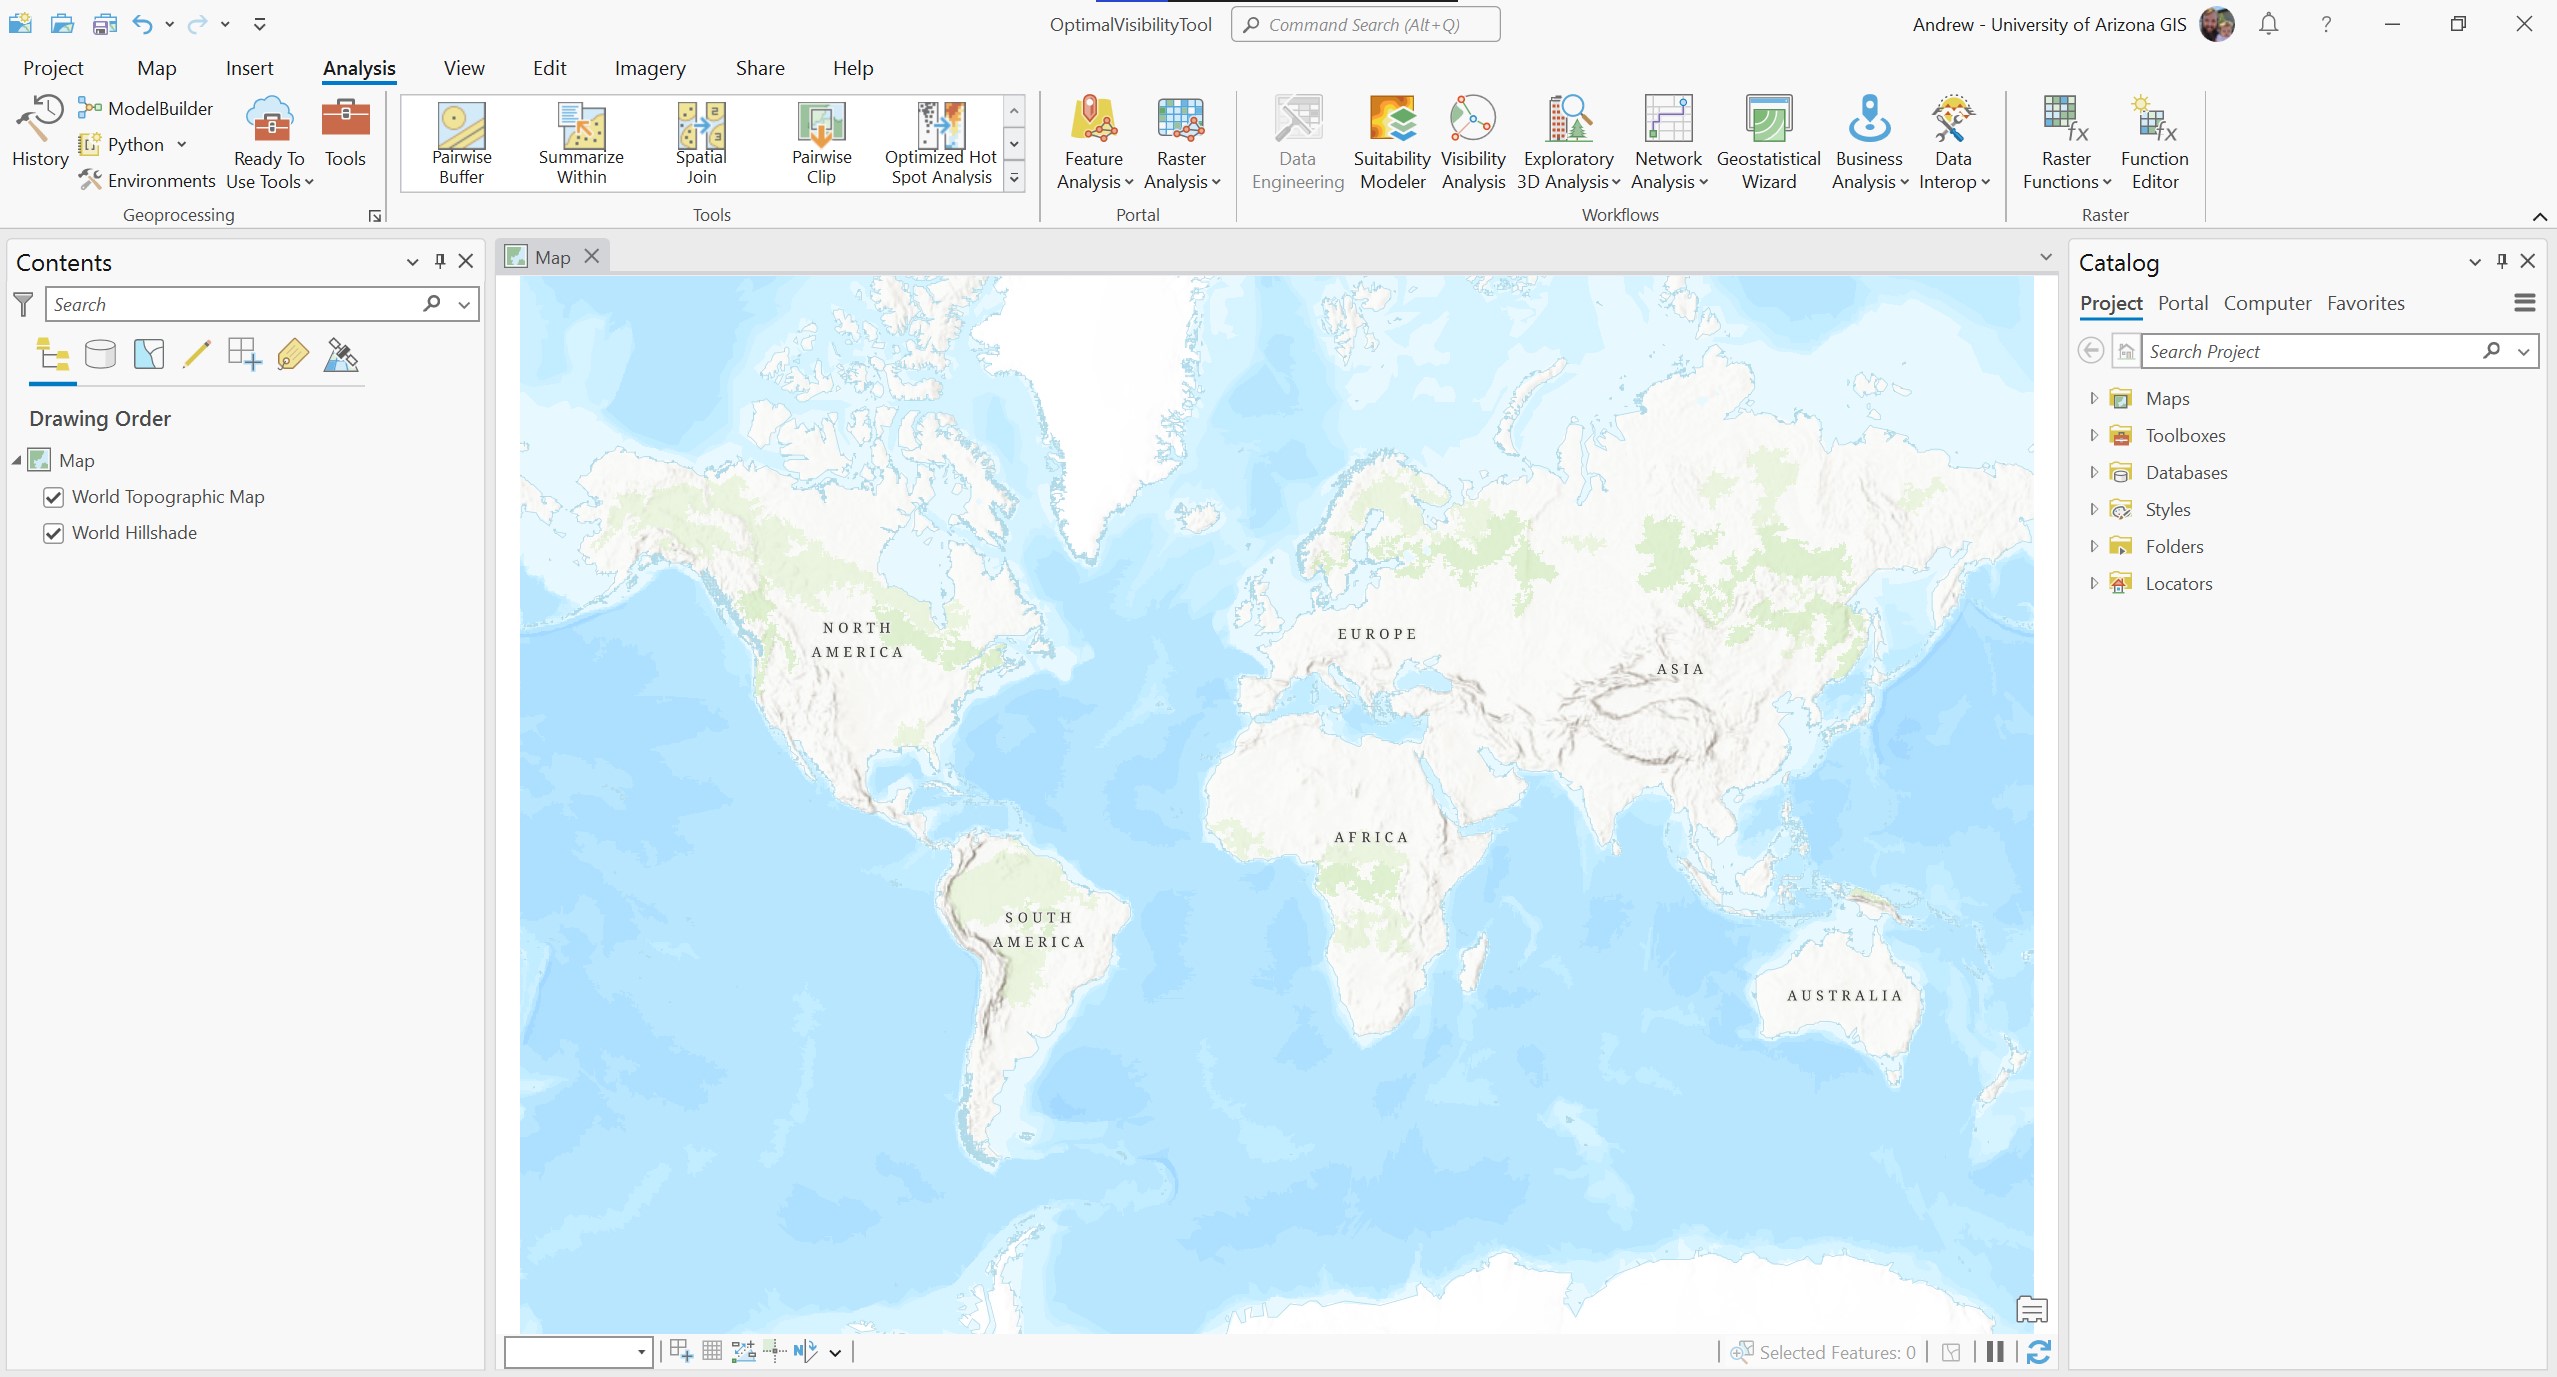 OptimalVisibilityTool
Command Search (Alt+Q)
Andrew - University of Arizona GIS
?
Project Map Insert Analysis View Edit Imagery Share Help
History
ModelBuilder
Python
Environments
Ready To
Use Tools
Tools
Geoprocessing
Pairwise
Buffer
Summarize
Within
Spatial
Join
Pairwise
Clip
Optimized Hot
Spot Analysis
Tools
Feature
Analysis
Raster
Analysis
Portal
Data
Engineering
Suitability
Modeler
Visibility
Analysis
Exploratory
3D Analysis
Network
Analysis
Geostatistical
Wizard
Business
Analysis
Data
Interop
Workflows
Raster
Functions
Function
Editor
Raster
Contents
Search
Drawing Order
Map
World Topographic Map
World Hillshade
Map
NORTH
AMERICA
EUROPE
ASIA
AFRICA
SOUTH
AMERICA
AUSTRALIA
Selected Features: 0
Catalog
Project Portal Computer Favorites
Search Project
Maps
Toolboxes
Databases
Styles
Folders
Locators